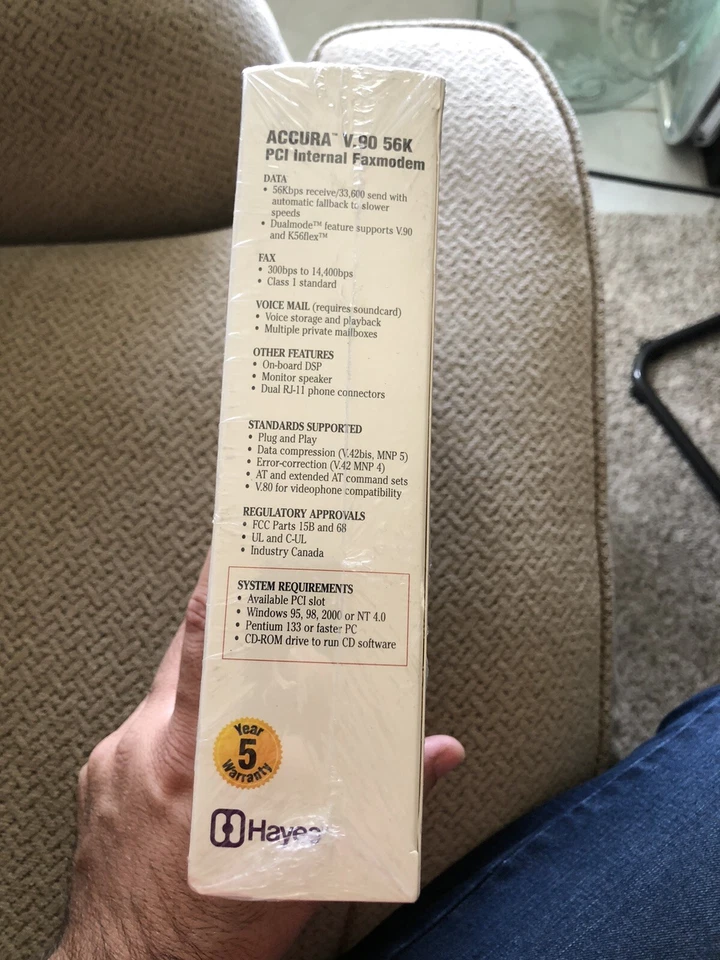 ACCURA™ V.90 56K
PCI Internal Faxmodem
DATA
• 56Kbps receive/33,600 send with
automatic fallback to slower
speeds
• Dualmode™ feature supports V.90
and K56flex™
FAX
• 300bps to 14,400bps
• Class 1 standard
VOICE MAIL (requires soundcard)
• Voice storage and playback
• Multiple private mailboxes
OTHER FEATURES
• On-board DSP
• Monitor speaker
• Dual RJ-11 phone connectors
STANDARDS SUPPORTED
• Plug and Play
• Data compression (V.42bis, MNP 5)
• Error-correction (V.42 MNP 4)
• AT and extended AT command sets
• V.80 for videophone compatibility
REGULATORY APPROVALS
• FCC Parts 15B and 68
• UL and C-UL
• Industry Canada
SYSTEM REQUIREMENTS
• Available PCI slot
• Windows 95, 98, 2000 or NT 4.0
• Pentium 133 or faster PC
• CD-ROM drive to run CD software
Year
5
Warranty
Hayes